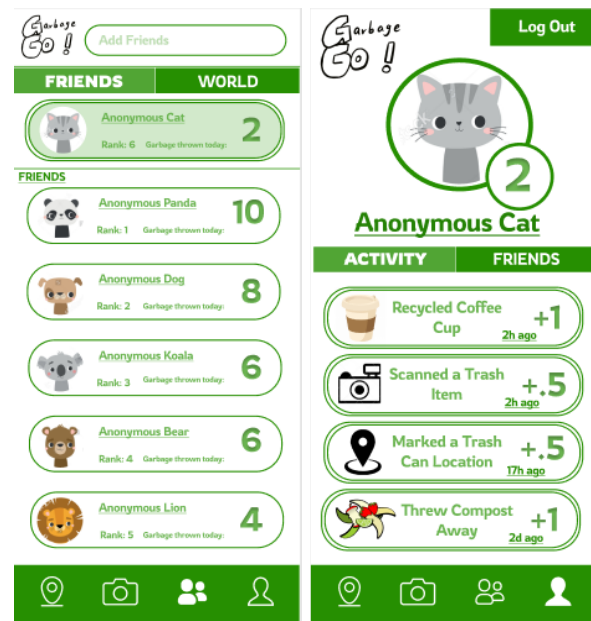 Garbage
Go!
Add Friends
FRIENDS WORLD
Anonymous Cat
Rank: 6 Garbage thrown today:
2
FRIENDS
Anonymous Panda
Rank: 1 Garbage thrown today:
10
Anonymous Dog
Rank: 2 Garbage thrown today:
8
Anonymous Koala
Rank: 3 Garbage thrown today:
6
Anonymous Bear
Rank: 4 Garbage thrown today:
6
Anonymous Lion
Rank: 5 Garbage thrown today:
4
Garbage
Go!
Log Out
2
Anonymous Cat
ACTIVITY FRIENDS
Recycled Coffee
Cup
+1
2h ago
Scanned a Trash
Item
+.5
2h ago
Marked a Trash
Can Location
+.5
17h ago
Threw Compost
Away
+1
2d ago